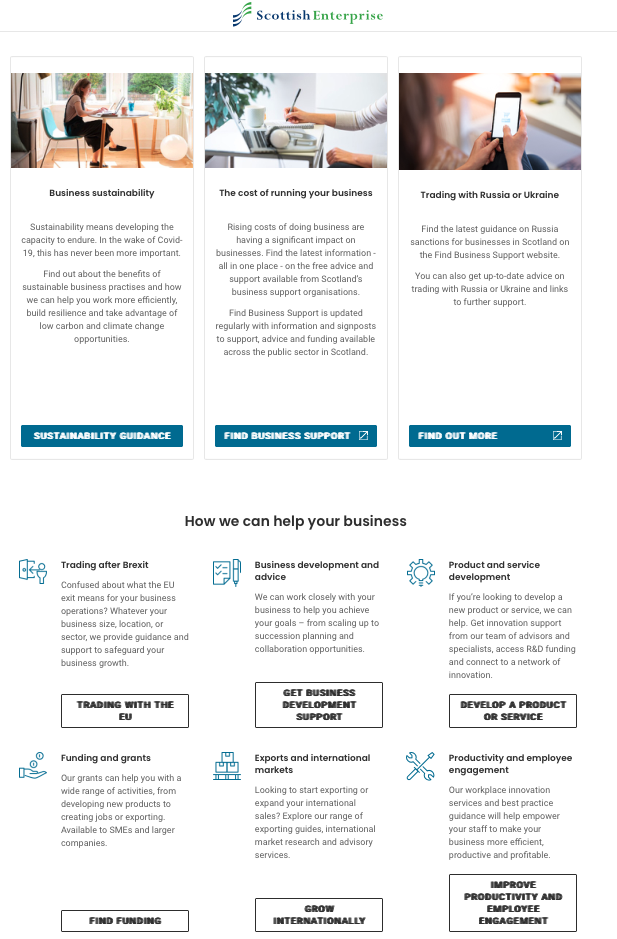 Scottish Enterprise
Business sustainability
Sustainability means developing the
capacity to endure. In the wake of Covid-
19, this has never been more important.
Find out about the benefits of
sustainable business practises and how
we can help you work more efficiently,
build resilience and take advantage of
low carbon and climate change
opportunities.
SUSTAINABILITY GUIDANCE
The cost of running your business
Rising costs of doing business are
having a significant impact on
businesses. Find the latest information -
all in one place - on the free advice and
support available from Scotland's
business support organisations.
Find Business Support is updated
regularly with information and signposts
to support, advice and funding available
across the public sector in Scotland.
FIND BUSINESS SUPPORT
Trading with Russia or Ukraine
Find the latest guidance on Russia
sanctions for businesses in Scotland on
the Find Business Support website.
You can also get up-to-date advice on
trading with Russia or Ukraine and links
to further support.
FIND OUT MORE
How we can help your business
Trading after Brexit
Confused about what the EU
exit means for your business
operations? Whatever your
business size, location, or
sector, we provide guidance and
support to safeguard your
business growth.
TRADING WITH THE
EU
Business development and
advice
We can work closely with your
business to help you achieve
your goals – from scaling up to
succession planning and
collaboration opportunities.
GET BUSINESS
DEVELOPMENT
SUPPORT
Product and service
development
If you're looking to develop a
new product or service, we can
help. Get innovation support
from our team of advisors and
specialists, access R&D funding
and connect to a network of
innovation.
DEVELOP A PRODUCT
OR SERVICE
Funding and grants
Our grants can help you with a
wide range of activities, from
developing new products to
creating jobs or exporting.
Available to SMEs and larger
companies.
FIND FUNDING
Exports and international
markets
Looking to start exporting or
expand your international
sales? Explore our range of
exporting guides, international
market research and advisory
services.
GROW
INTERNATIONALLY
Productivity and employee
engagement
Our workplace innovation
services and best practice
guidance will help empower
your staff to make your
business more efficient,
productive and profitable.
IMPROVE
PRODUCTIVITY AND
EMPLOYEE
ENGAGEMENT